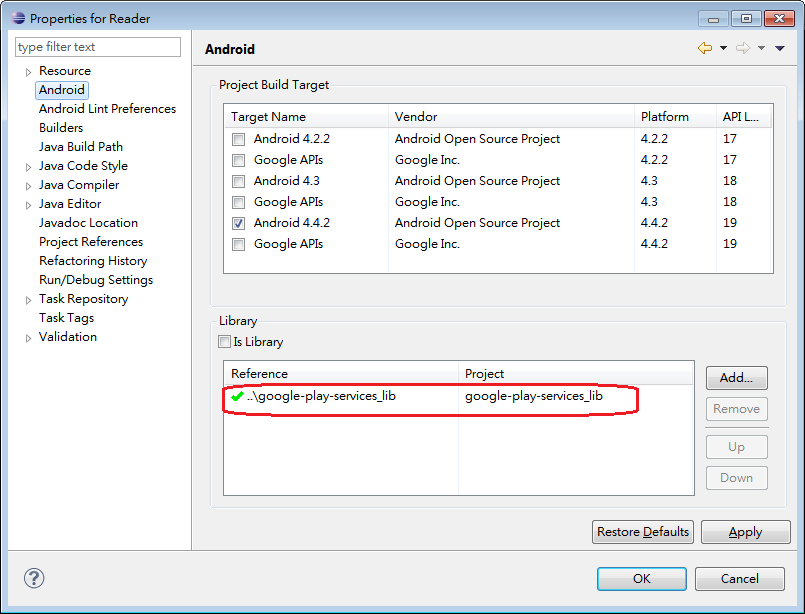 Properties for Reader
type filter text
Resource
Android
Android Lint Preferences
Builders
Java Build Path
Java Code Style
Java Compiler
Java Editor
Javadoc Location
Project References
Refactoring History
Run/Debug Settings
Task Repository
Task Tags
Validation
Android
Project Build Target
Target Name Vendor Platform API L...
Android 4.2.2 Android Open Source Project 4.2.2 17
Google APIs Google Inc. 4.2.2 17
Android 4.3 Android Open Source Project 4.3 18
Google APIs Google Inc. 4.3 18
Android 4.4.2 Android Open Source Project 4.4.2 19
Google APIs Google Inc. 4.4.2 19
Library
Is Library
Reference Project
..\google-play-services_lib google-play-services_lib
Add...
Remove
Up
Down
Restore Defaults Apply
? OK Cancel